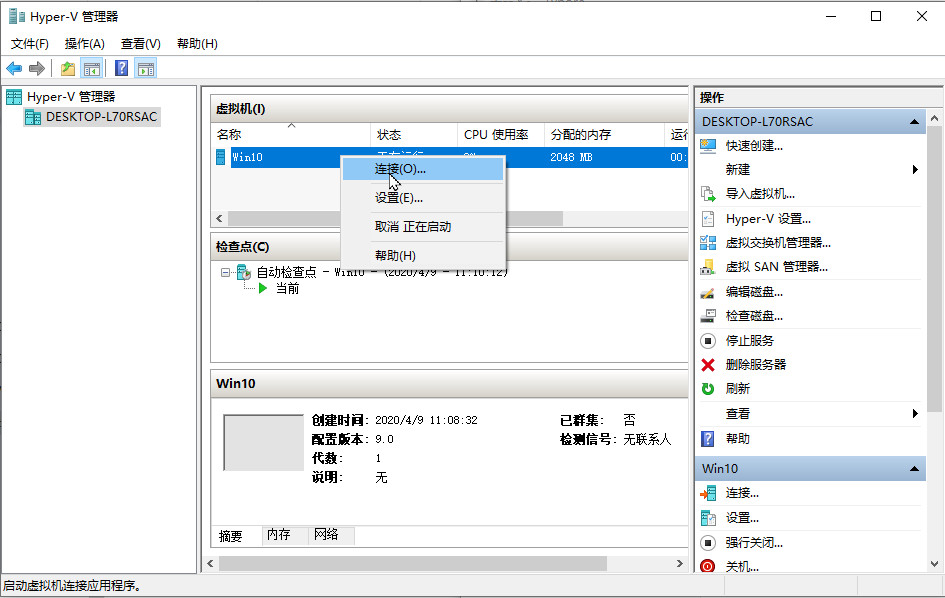 Hyper-V 管理器
文件(F) 操作(A) 查看(V) 帮助(H)
Hyper-V 管理器
DESKTOP-L70RSAC
虚拟机(I)
名称 状态 CPU 使用率 分配的内存 运行
Win10 正在运行 0% 2048 MB 00:
连接(O)...
设置(E)...
取消 正在启动
帮助(H)
检查点(C)
自动检查点 - Win10 - (2020/4/9 - 11:10:12)
当前
Win10
创建时间: 2020/4/9 11:08:32 已群集: 否
配置版本: 9.0 检测信号: 无联系人
代数: 1
说明: 无
摘要 内存 网络
操作
DESKTOP-L70RSAC
快速创建...
新建
导入虚拟机...
Hyper-V 设置...
虚拟交换机管理器...
虚拟 SAN 管理器...
编辑磁盘...
检查磁盘...
停止服务
删除服务器
刷新
查看
帮助
Win10
连接...
设置...
强行关闭...
关机...
启动虚拟机连接应用程序。